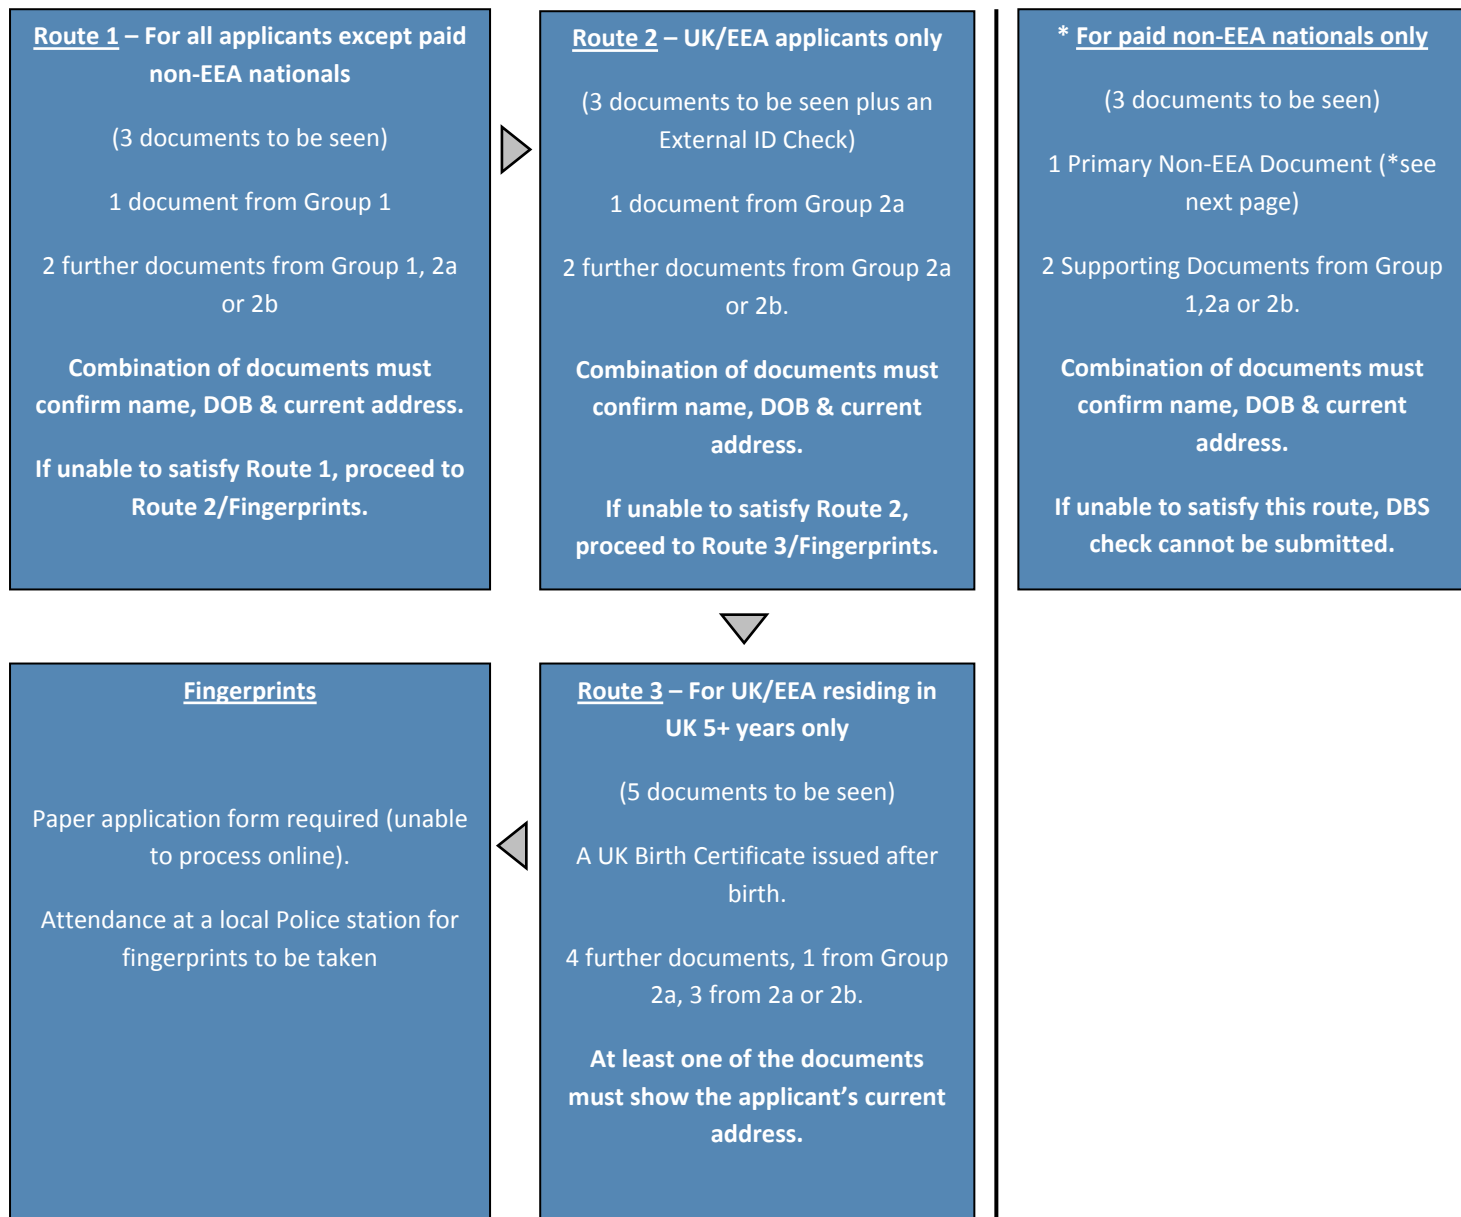 Route 1 – For all applicants except paid
non-EEA nationals
(3 documents to be seen)
1 document from Group 1
2 further documents from Group 1, 2a
or 2b
Combination of documents must
confirm name, DOB & current address.
If unable to satisfy Route 1, proceed to
Route 2/Fingerprints.
Route 2 – UK/EEA applicants only
(3 documents to be seen plus an
External ID Check)
1 document from Group 2a
2 further documents from Group 2a
or 2b.
Combination of documents must
confirm name, DOB & current
address.
If unable to satisfy Route 2,
proceed to Route 3/Fingerprints.
* For paid non-EEA nationals only
(3 documents to be seen)
1 Primary Non-EEA Document (*see
next page)
2 Supporting Documents from Group
1,2a or 2b.
Combination of documents must
confirm name, DOB & current
address.
If unable to satisfy this route, DBS
check cannot be submitted.
Route 3 – For UK/EEA residing in
UK 5+ years only
(5 documents to be seen)
A UK Birth Certificate issued after
birth.
4 further documents, 1 from Group
2a, 3 from 2a or 2b.
At least one of the documents
must show the applicant’s current
address.
Fingerprints
Paper application form required (unable
to process online).
Attendance at a local Police station for
fingerprints to be taken